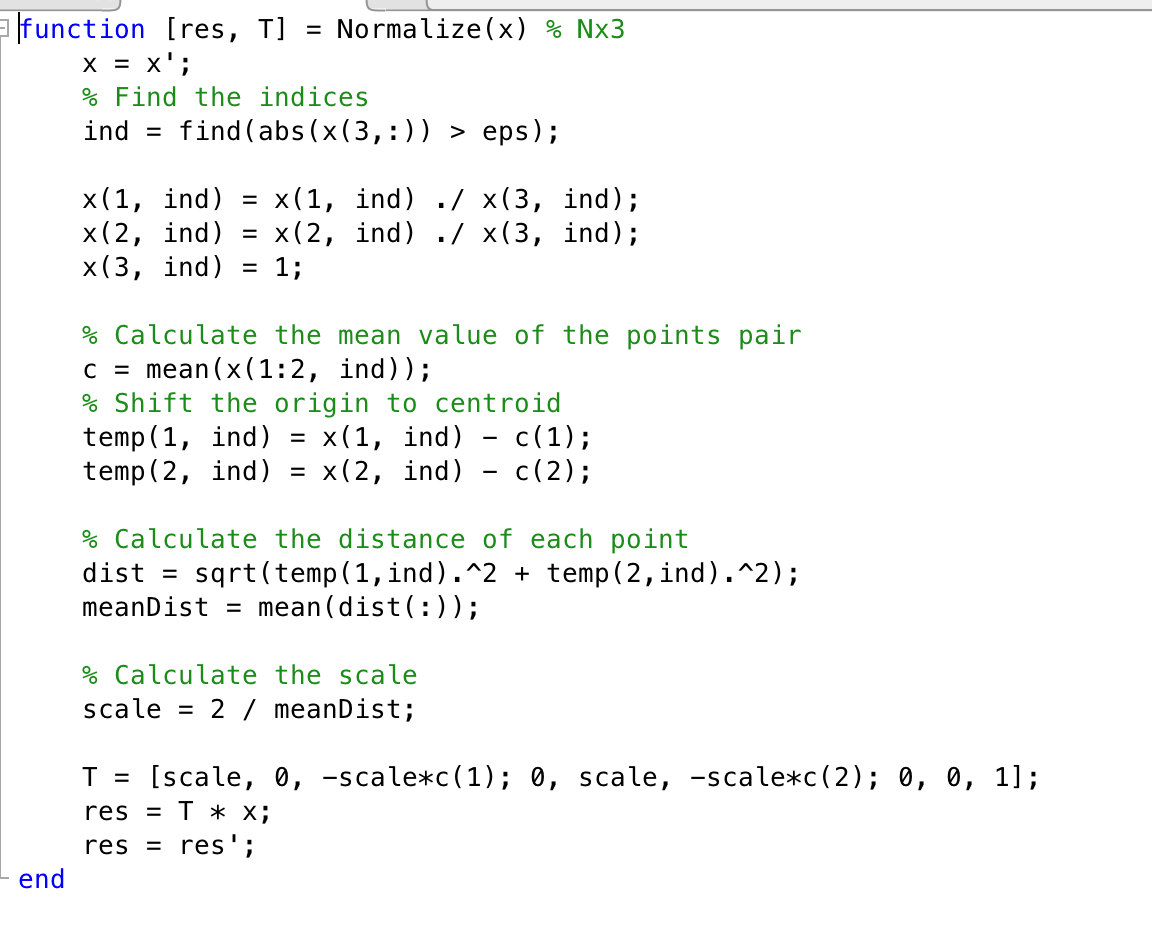 function [res, T] = Normalize(x) % Nx3
x = x';
% Find the indices
ind = find(abs(x(3,:)) > eps);
x(1, ind) = x(1, ind) ./ x(3, ind);
x(2, ind) = x(2, ind) ./ x(3, ind);
x(3, ind) = 1;
% Calculate the mean value of the points pair
c = mean(x(1:2, ind));
% Shift the origin to centroid
temp(1, ind) = x(1, ind) - c(1);
temp(2, ind) = x(2, ind) - c(2);
% Calculate the distance of each point
dist = sqrt(temp(1,ind).^2 + temp(2,ind).^2);
meanDist = mean(dist(:));
% Calculate the scale
scale = 2 / meanDist;
T = [scale, 0, -scale*c(1); 0, scale, -scale*c(2); 0, 0, 1];
res = T * x;
res = res';
end